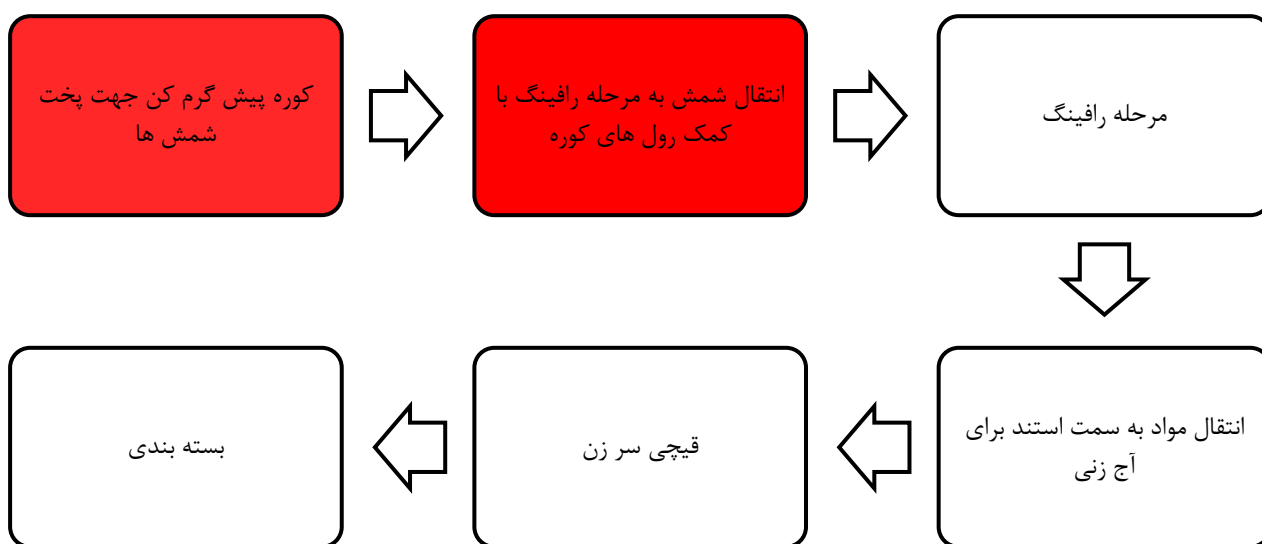 کوره پیش گرم کن جهت پخت
شمش ها
انتقال شمش به مرحله رافینگ با
کمک رول های کوره
مرحله رافینگ
انتقال مواد به سمت استند برای
آج زنی
قیچی سر زن
بسته بندی